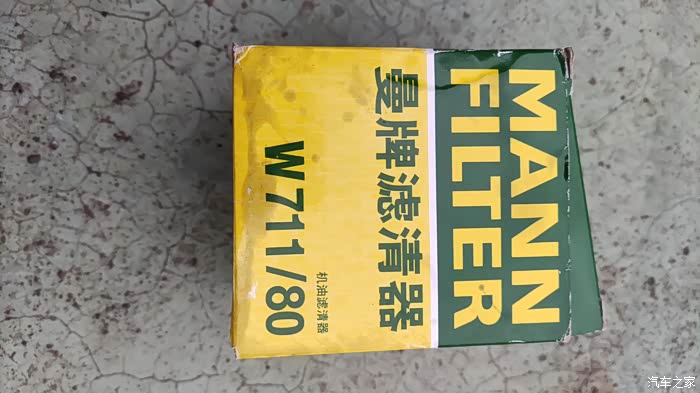 MANN
FILTER
曼牌滤清器
机油滤清器
W 711/80
汽车之家